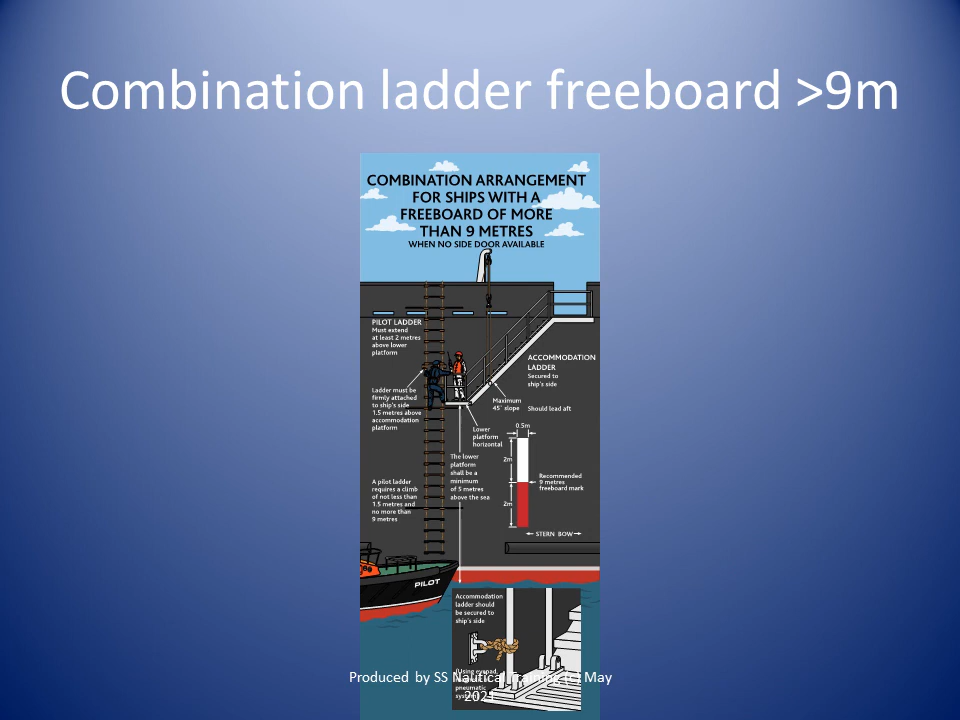 Combination ladder freeboard >9m
COMBINATION ARRANGEMENT
FOR SHIPS WITH A
FREEBOARD OF MORE
THAN 9 METRES
WHEN NO SIDE DOOR AVAILABLE
PILOT LADDER
Must extend
at least 2 metres
above lower
platform
ACCOMMODATION
LADDER
Secured to
ship's side
Ladder must be
firmly attached
to ship's side
1.5 metres above
accommodation
platform
Maximum
45° slope
Should lead aft
Lower
platform
horizontal
0.5m
2m
The lower
platform
shall be a
minimum
of 5 metres
above the sea
Recommended
9 metres
freeboard mark
A pilot ladder
requires a climb
of not less than
1.5 metres and
no more than
9 metres
2m
STERN BOW
PILOT
Accommodation
ladder should
be secured to
ship's side
(Using eyepad,
pneumatic
Produced by SS Nautical Training (c) May
2021